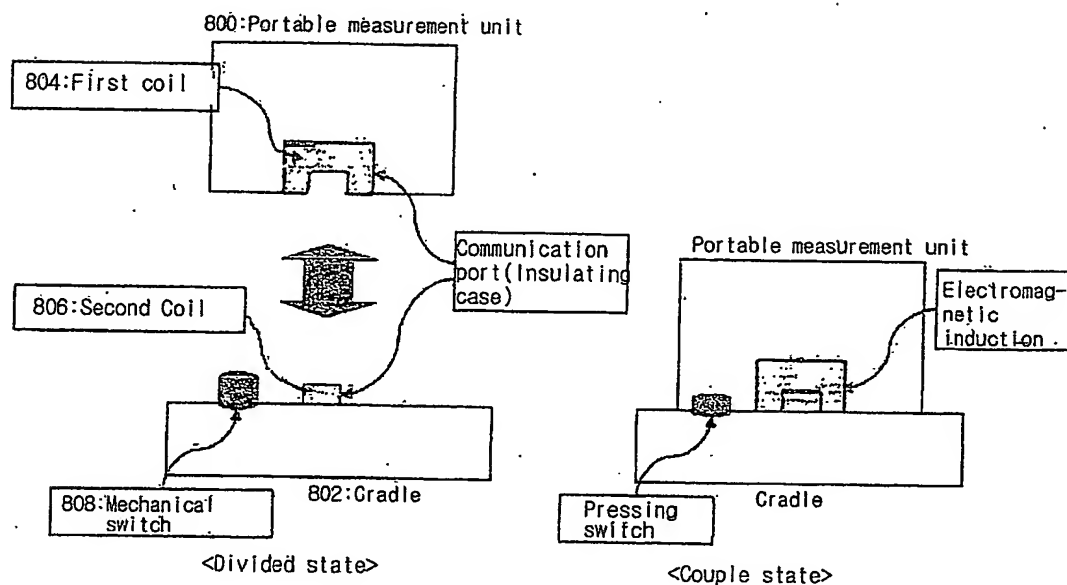 800:Portable measurement unit
804:First coil
Communication
port(Insulating
case)
806:Second Coil
808:Mechanical
switch
802:Cradle
<Divided state>
Portable measurement unit
Electromag-
netic
induction
Pressing
switch
Cradle
<Couple state>